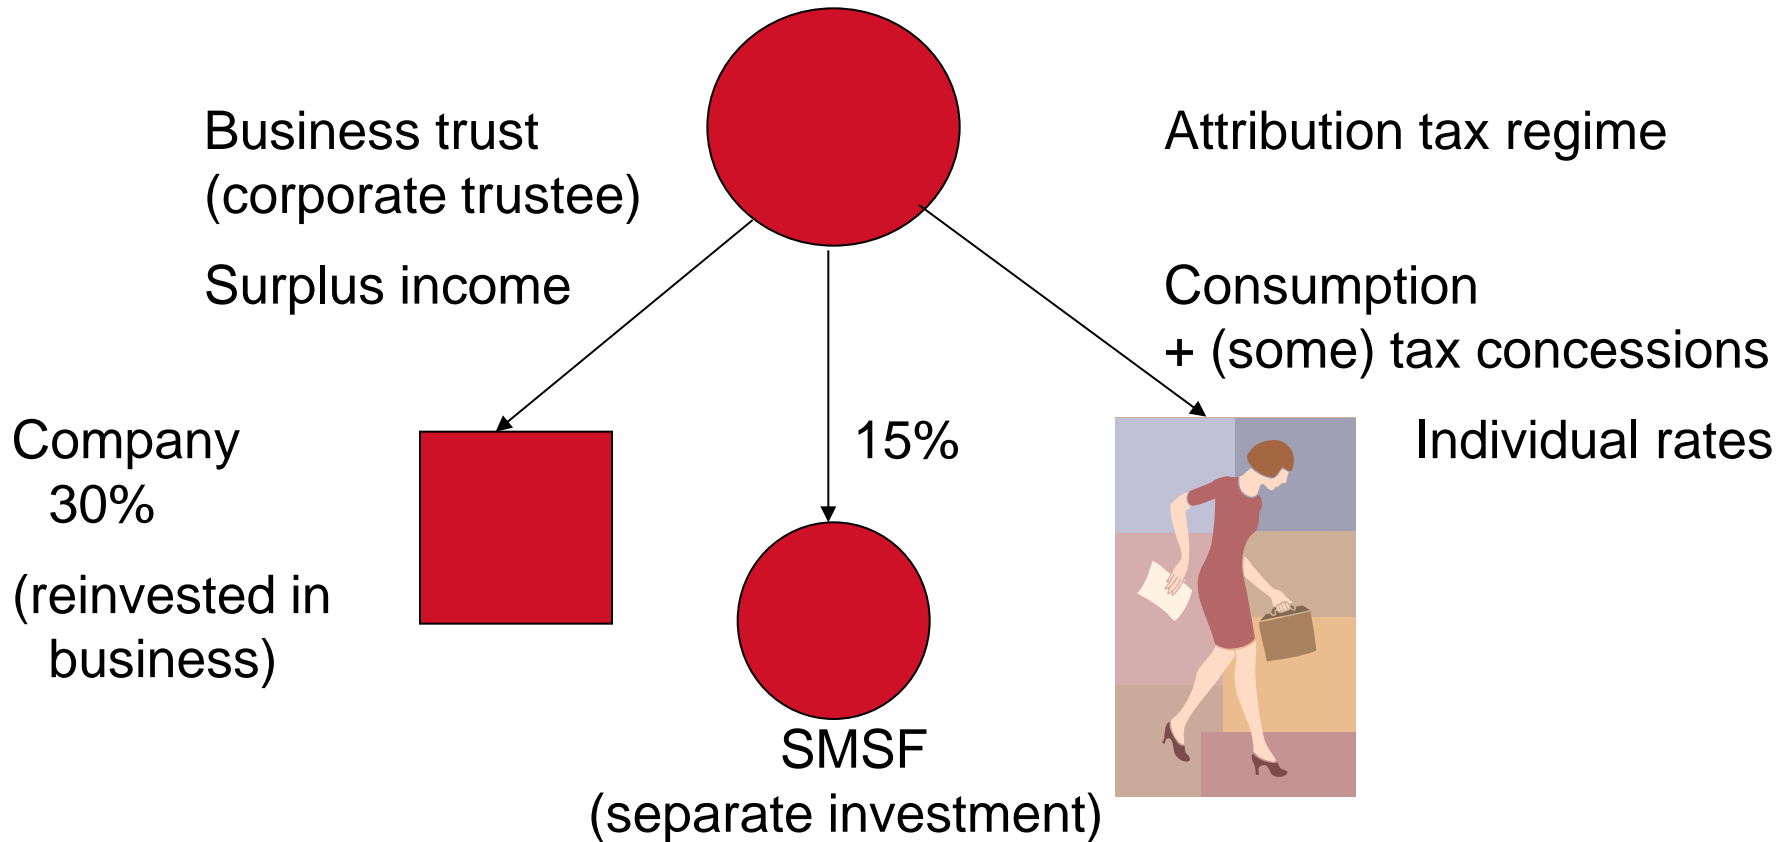 Business trust
(corporate trustee)
Attribution tax regime
Surplus income
Consumption
+ (some) tax concessions
Company
30%
(reinvested in
business)
15%
Individual rates
SMSF
(separate investment)